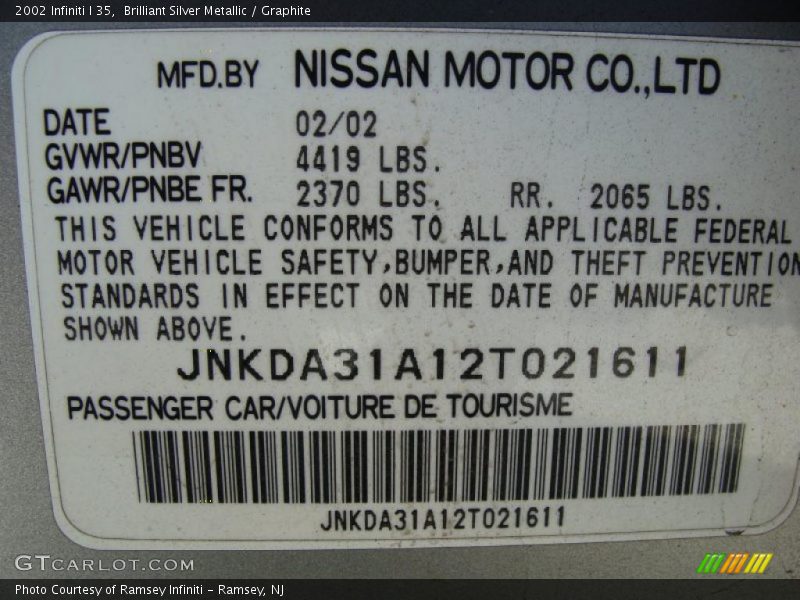 2002 Infiniti I 35,  Brilliant Silver Metallic / Graphite
MFD.BY NISSAN MOTOR CO.,LTD
DATE 02/02
GVWR/PNBV 4419 LBS.
GAWR/PNBE FR. 2370 LBS. RR. 2065 LBS.
THIS VEHICLE CONFORMS TO ALL APPLICABLE FEDERAL
MOTOR VEHICLE SAFETY,BUMPER,AND THEFT PREVENTION
STANDARDS IN EFFECT ON THE DATE OF MANUFACTURE
SHOWN ABOVE.
JNKDA31A12T021611
PASSENGER CAR/VOITURE DE TOURISME
JNKDA31A12T021611
GTCARLOT.COM
Photo Courtesy of Ramsey Infiniti – Ramsey, NJ